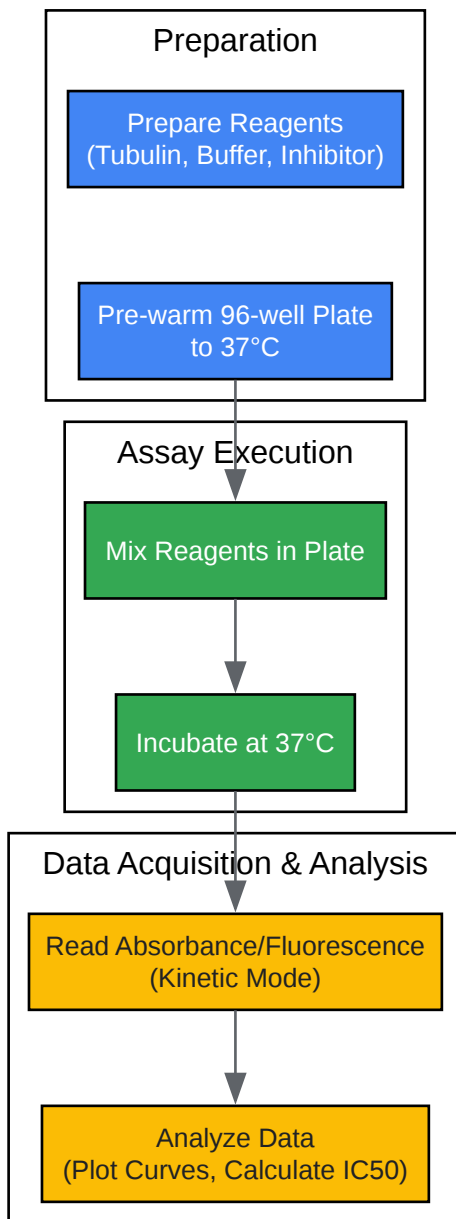 Preparation
Prepare Reagents
(Tubulin, Buffer, Inhibitor)
Pre-warm 96-well Plate
to 37°C
Assay Execution
Mix Reagents in Plate
Incubate at 37°C
Data Acquisition & Analysis
Read Absorbance/Fluorescence
(Kinetic Mode)
Analyze Data
(Plot Curves, Calculate IC50)